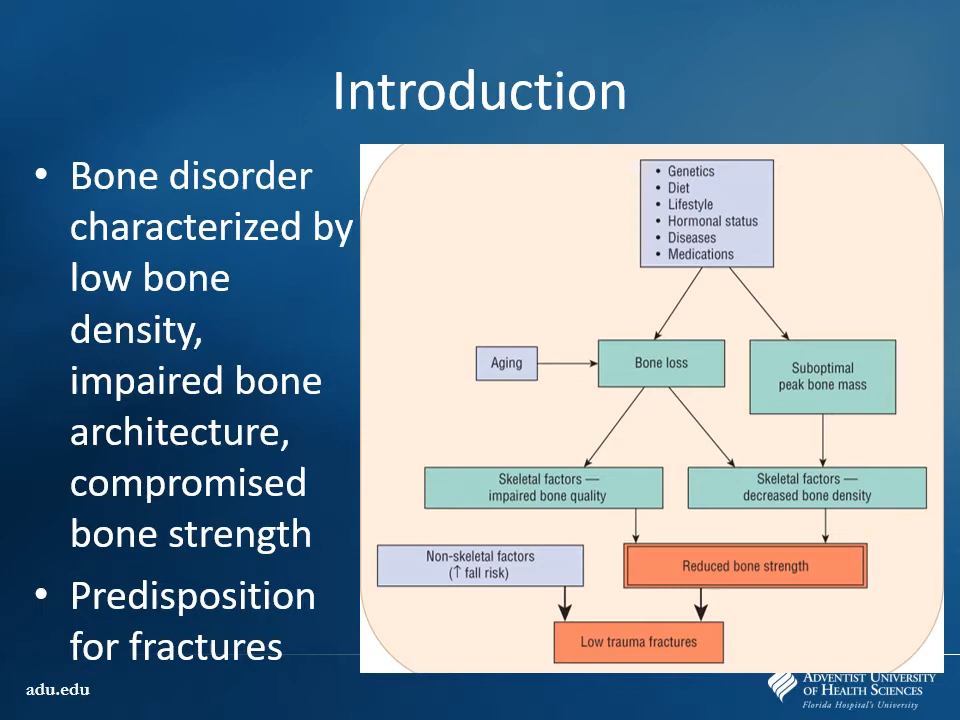 Introduction
• Bone disorder
characterized by
low bone
density,
impaired bone
architecture,
compromised
bone strength
• Predisposition
for fractures
• Genetics
• Diet
• Lifestyle
• Hormonal status
• Diseases
• Medications
Aging
Bone loss
Suboptimal
peak bone mass
Skeletal factors —
impaired bone quality
Skeletal factors —
decreased bone density
Non-skeletal factors
(↑ fall risk)
Reduced bone strength
Low trauma fractures
adu.edu
ADVENTIST UNIVERSITY
OF HEALTH SCIENCES
Florida Hospital's University